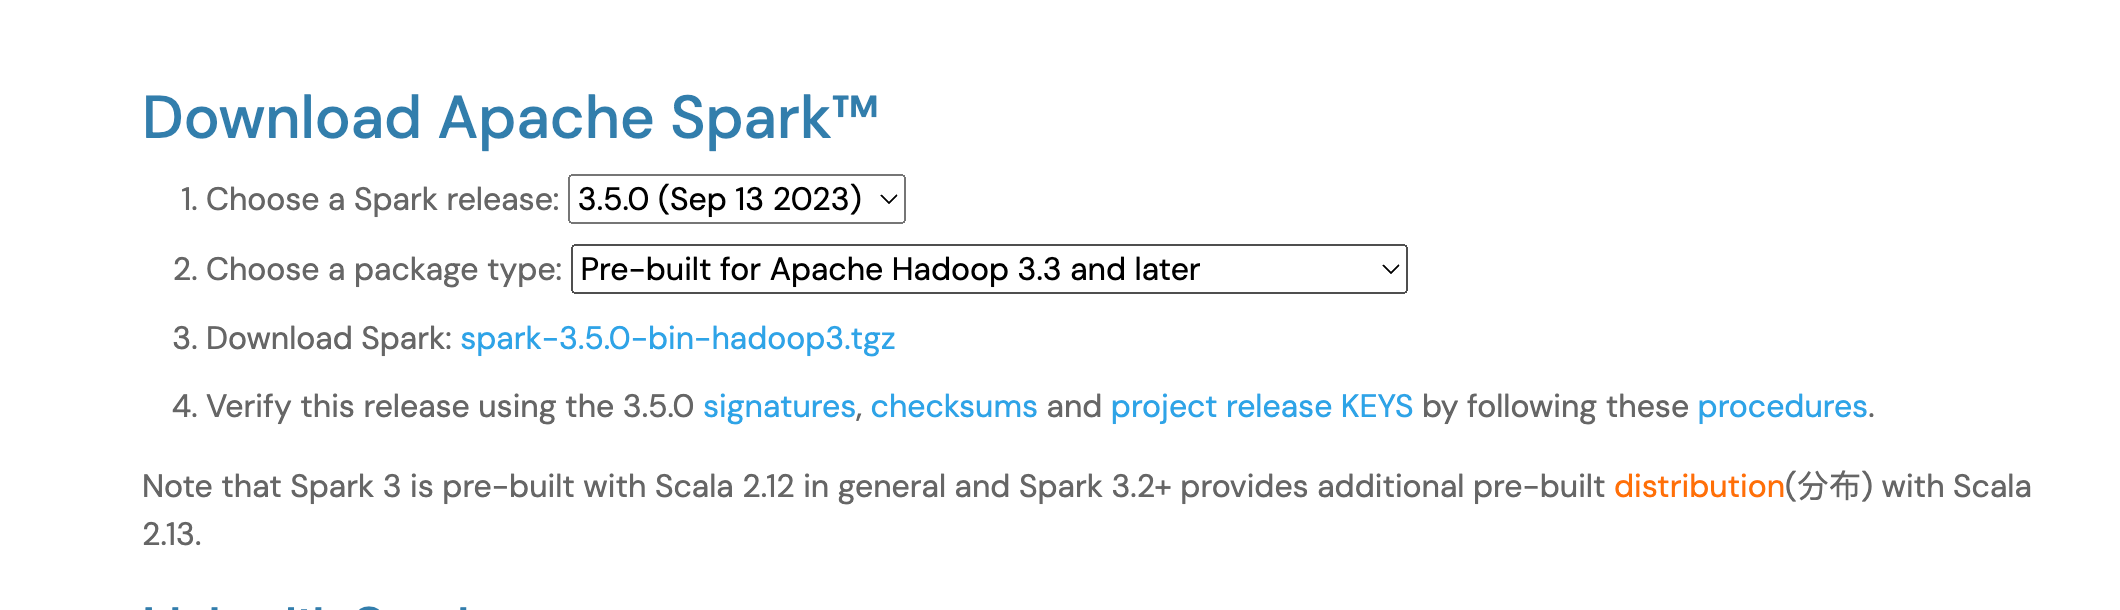 Download Apache Spark™
1. Choose a Spark release: 3.5.0 (Sep 13 2023)
2. Choose a package type: Pre-built for Apache Hadoop 3.3 and later
3. Download Spark: spark-3.5.0-bin-hadoop3.tgz
4. Verify this release using the 3.5.0 signatures, checksums and project release KEYS by following these procedures.
Note that Spark 3 is pre-built with Scala 2.12 in general and Spark 3.2+ provides additional pre-built distribution(分布) with Scala
2.13.